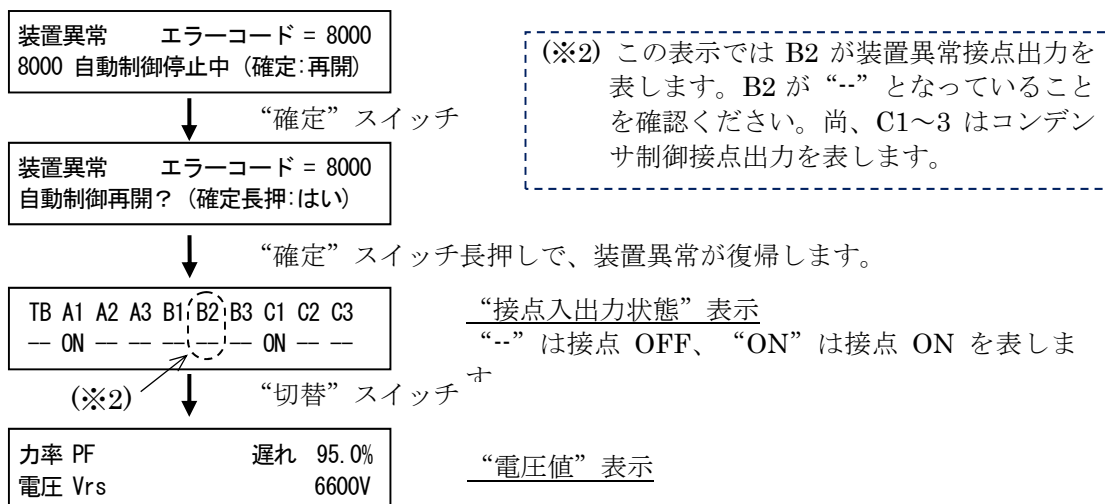 装置異常 エラーコード = 8000
8000 自動制御停止中 (確定:再開)
(※2) この表示では B2 が装置異常接点出力を
表します。B2 が“--”となっていること
を確認ください。尚、C1～3 はコンデン
サ制御接点出力を表します。
“確定”スイッチ
装置異常 エラーコード = 8000
自動制御再開？ (確定長押:はい)
“確定”スイッチ長押しで、装置異常が復帰します。
TB A1 A2 A3 B1 B2 B3 C1 C2 C3
-- ON -- -- -- -- -- ON -- --
“接点入出力状態”表示
“--”は接点 OFF、“ON”は接点 ON を表しま
す
(※2)
“切替”スイッチ
力率 PF 遅れ 95.0%
電圧 Vrs 6600V
“電圧値”表示